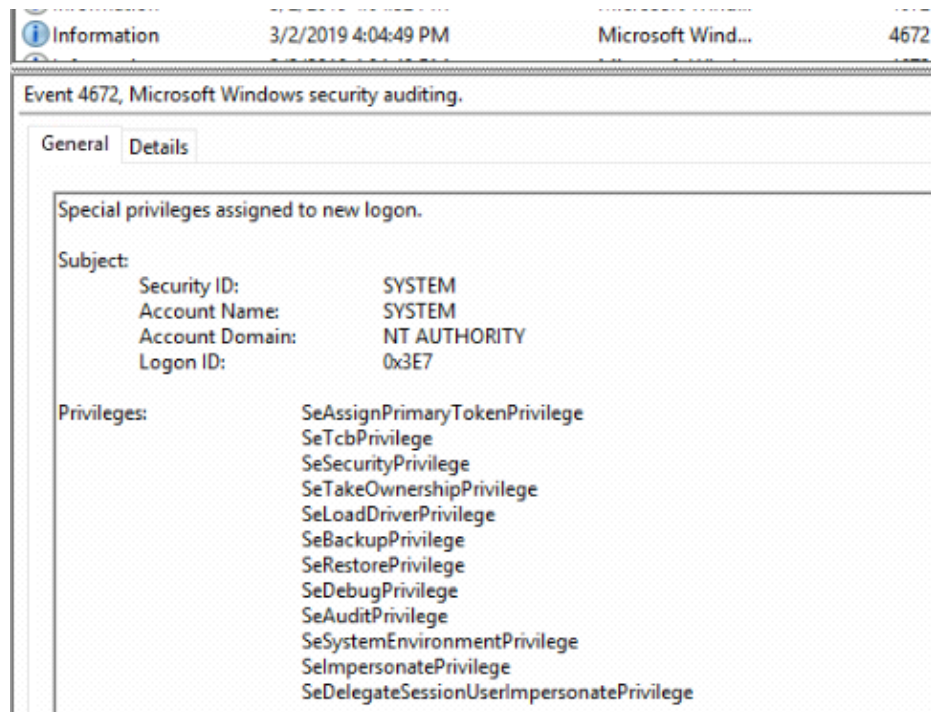 Information 3/2/2019 4:04:49 PM Microsoft Wind... 4672
Event 4672, Microsoft Windows security auditing.
General Details
Special privileges assigned to new logon.
Subject:
Security ID: SYSTEM
Account Name: SYSTEM
Account Domain: NT AUTHORITY
Logon ID: 0x3E7
Privileges: SeAssignPrimaryTokenPrivilege
SeTcbPrivilege
SeSecurityPrivilege
SeTakeOwnershipPrivilege
SeLoadDriverPrivilege
SeBackupPrivilege
SeRestorePrivilege
SeDebugPrivilege
SeAuditPrivilege
SeSystemEnvironmentPrivilege
SeImpersonatePrivilege
SeDelegateSessionUserImpersonatePrivilege